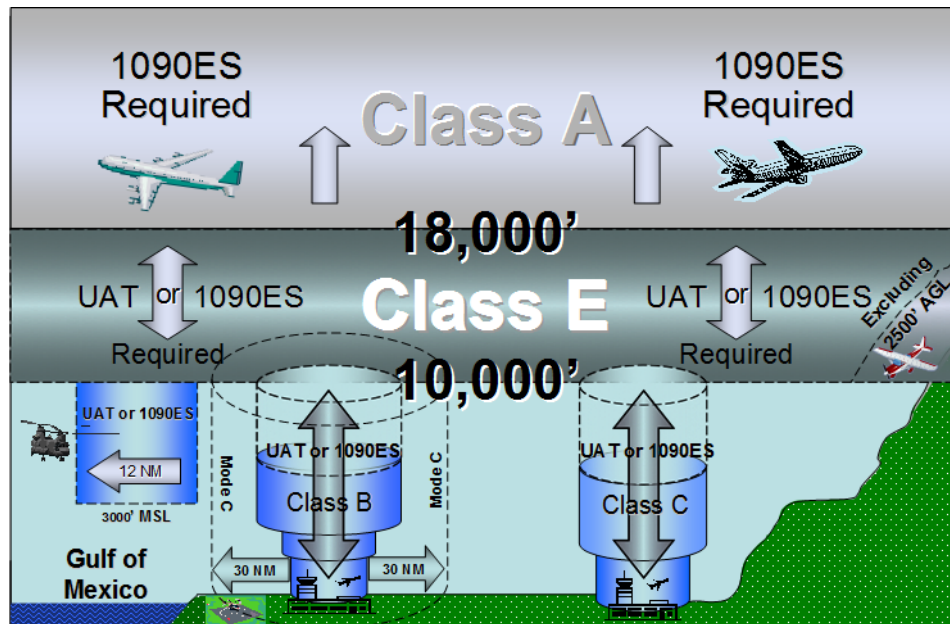 1090ES
Required
Class A
1090ES
Required
18,000’
UAT or 1090ES
Required
Class E
UAT or 1090ES
Required
Excluding
2500' AGL
10,000’
UAT or 1090ES
12 NM
3000' MSL
Mode C
UAT or 1090ES
Class B
Mode C
30 NM
30 NM
UAT or 1090ES
Class C
Gulf of
Mexico